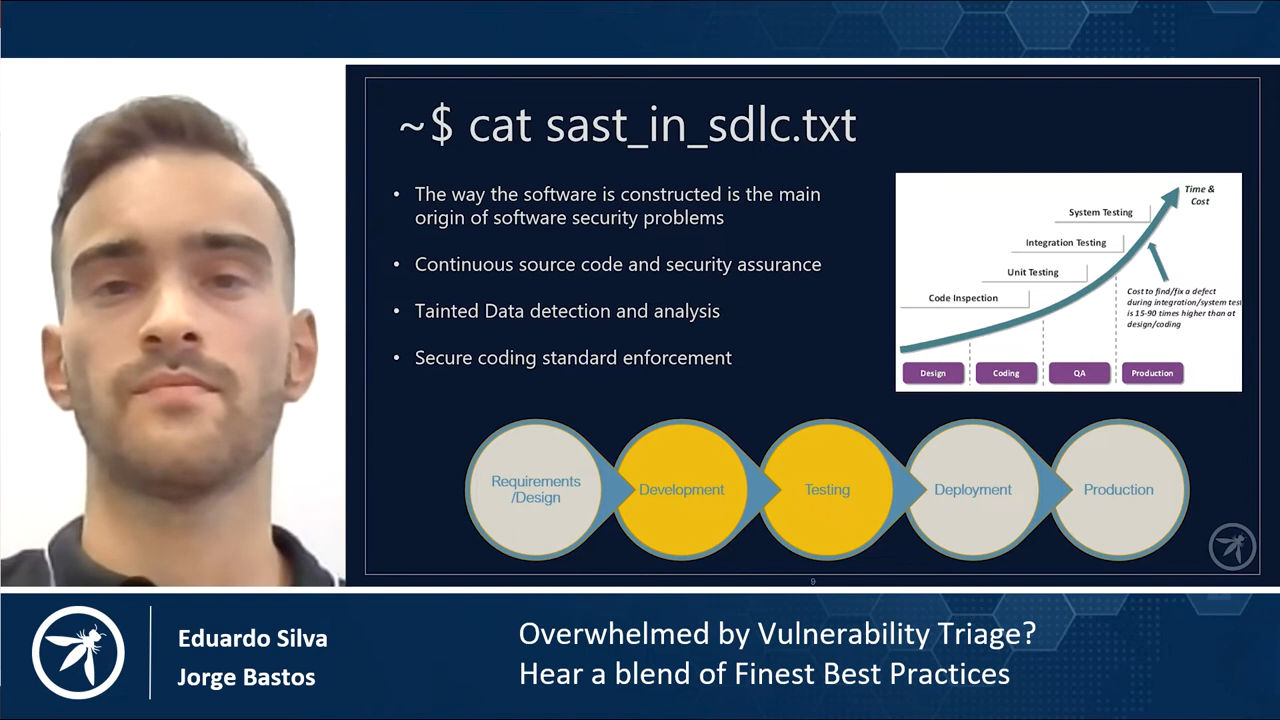 ~$ cat sast_in_sdlc.txt
• The way the software is constructed is the main
origin of software security problems
• Continuous source code and security assurance
• Tainted Data detection and analysis
• Secure coding standard enforcement
Time &
Cost
System Testing
Integration Testing
Unit Testing
Code Inspection
Cost to find/fix a defect
during integration/system test
is 15-90 times higher than at
design/coding
Design
Coding
QA
Production
Requirements
/Design
Development
Testing
Deployment
Production
9
Eduardo Silva
Jorge Bastos
Overwhelmed by Vulnerability Triage?
Hear a blend of Finest Best Practices